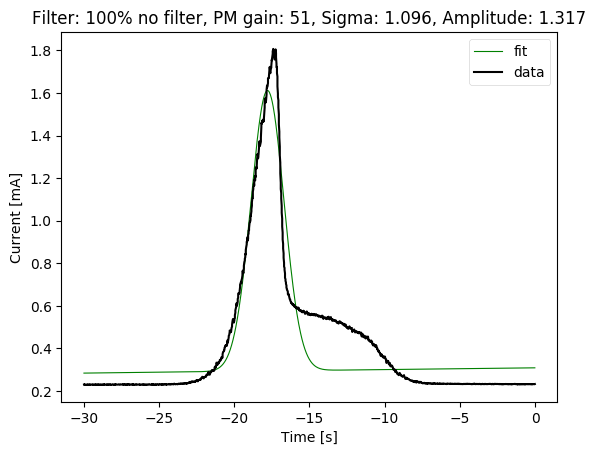 Filter: 100% no filter, PM gain: 51, Sigma: 1.096, Amplitude: 1.317
fit
data
1.8
1.6
1.4
1.2
1.0
0.8
0.6
0.4
0.2
Current [mA]
−30 −25 −20 −15 −10 −5 0
Time [s]